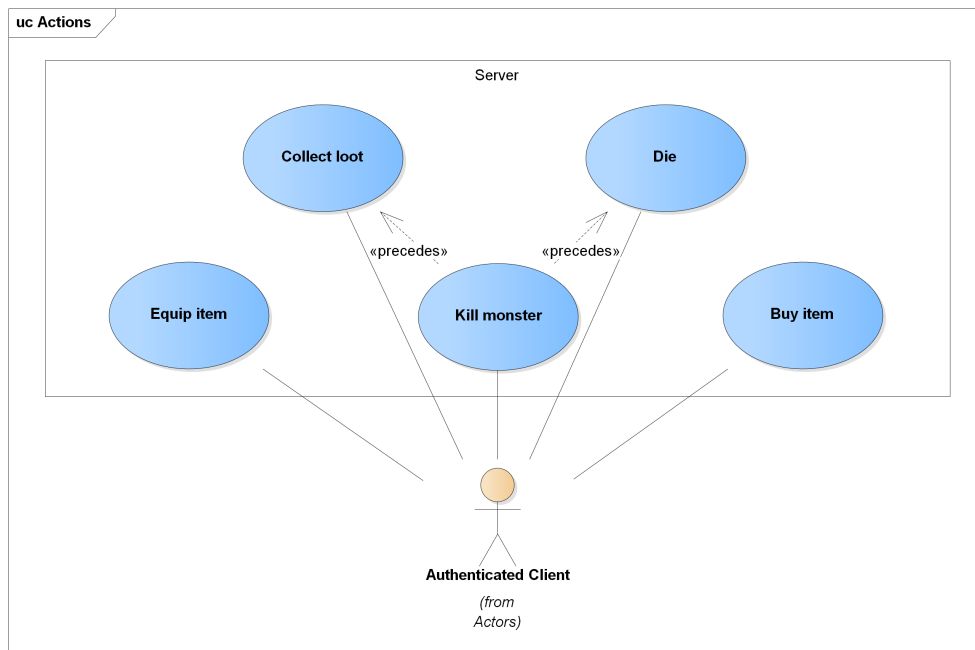 uc Actions
Server
Collect loot
Die
«precedes»
«precedes»
Equip item
Kill monster
Buy item
Authenticated Client
(from
Actors)